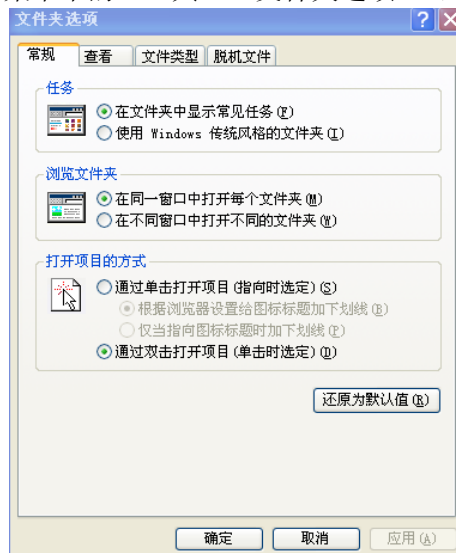 文件夹选项
常规 查看 文件类型 脱机文件
任务
在文件夹中显示常见任务(F)
使用 Windows 传统风格的文件夹(I)
浏览文件夹
在同一窗口中打开每个文件夹(M)
在不同窗口中打开不同的文件夹(W)
打开项目的方式
通过单击打开项目(指向时选定)(S)
根据浏览器设置给图标标题加下划线(B)
仅当指向图标标题时加下划线(P)
通过双击打开项目(单击时选定)(D)
还原为默认值(R)
确定 取消 应用(A)